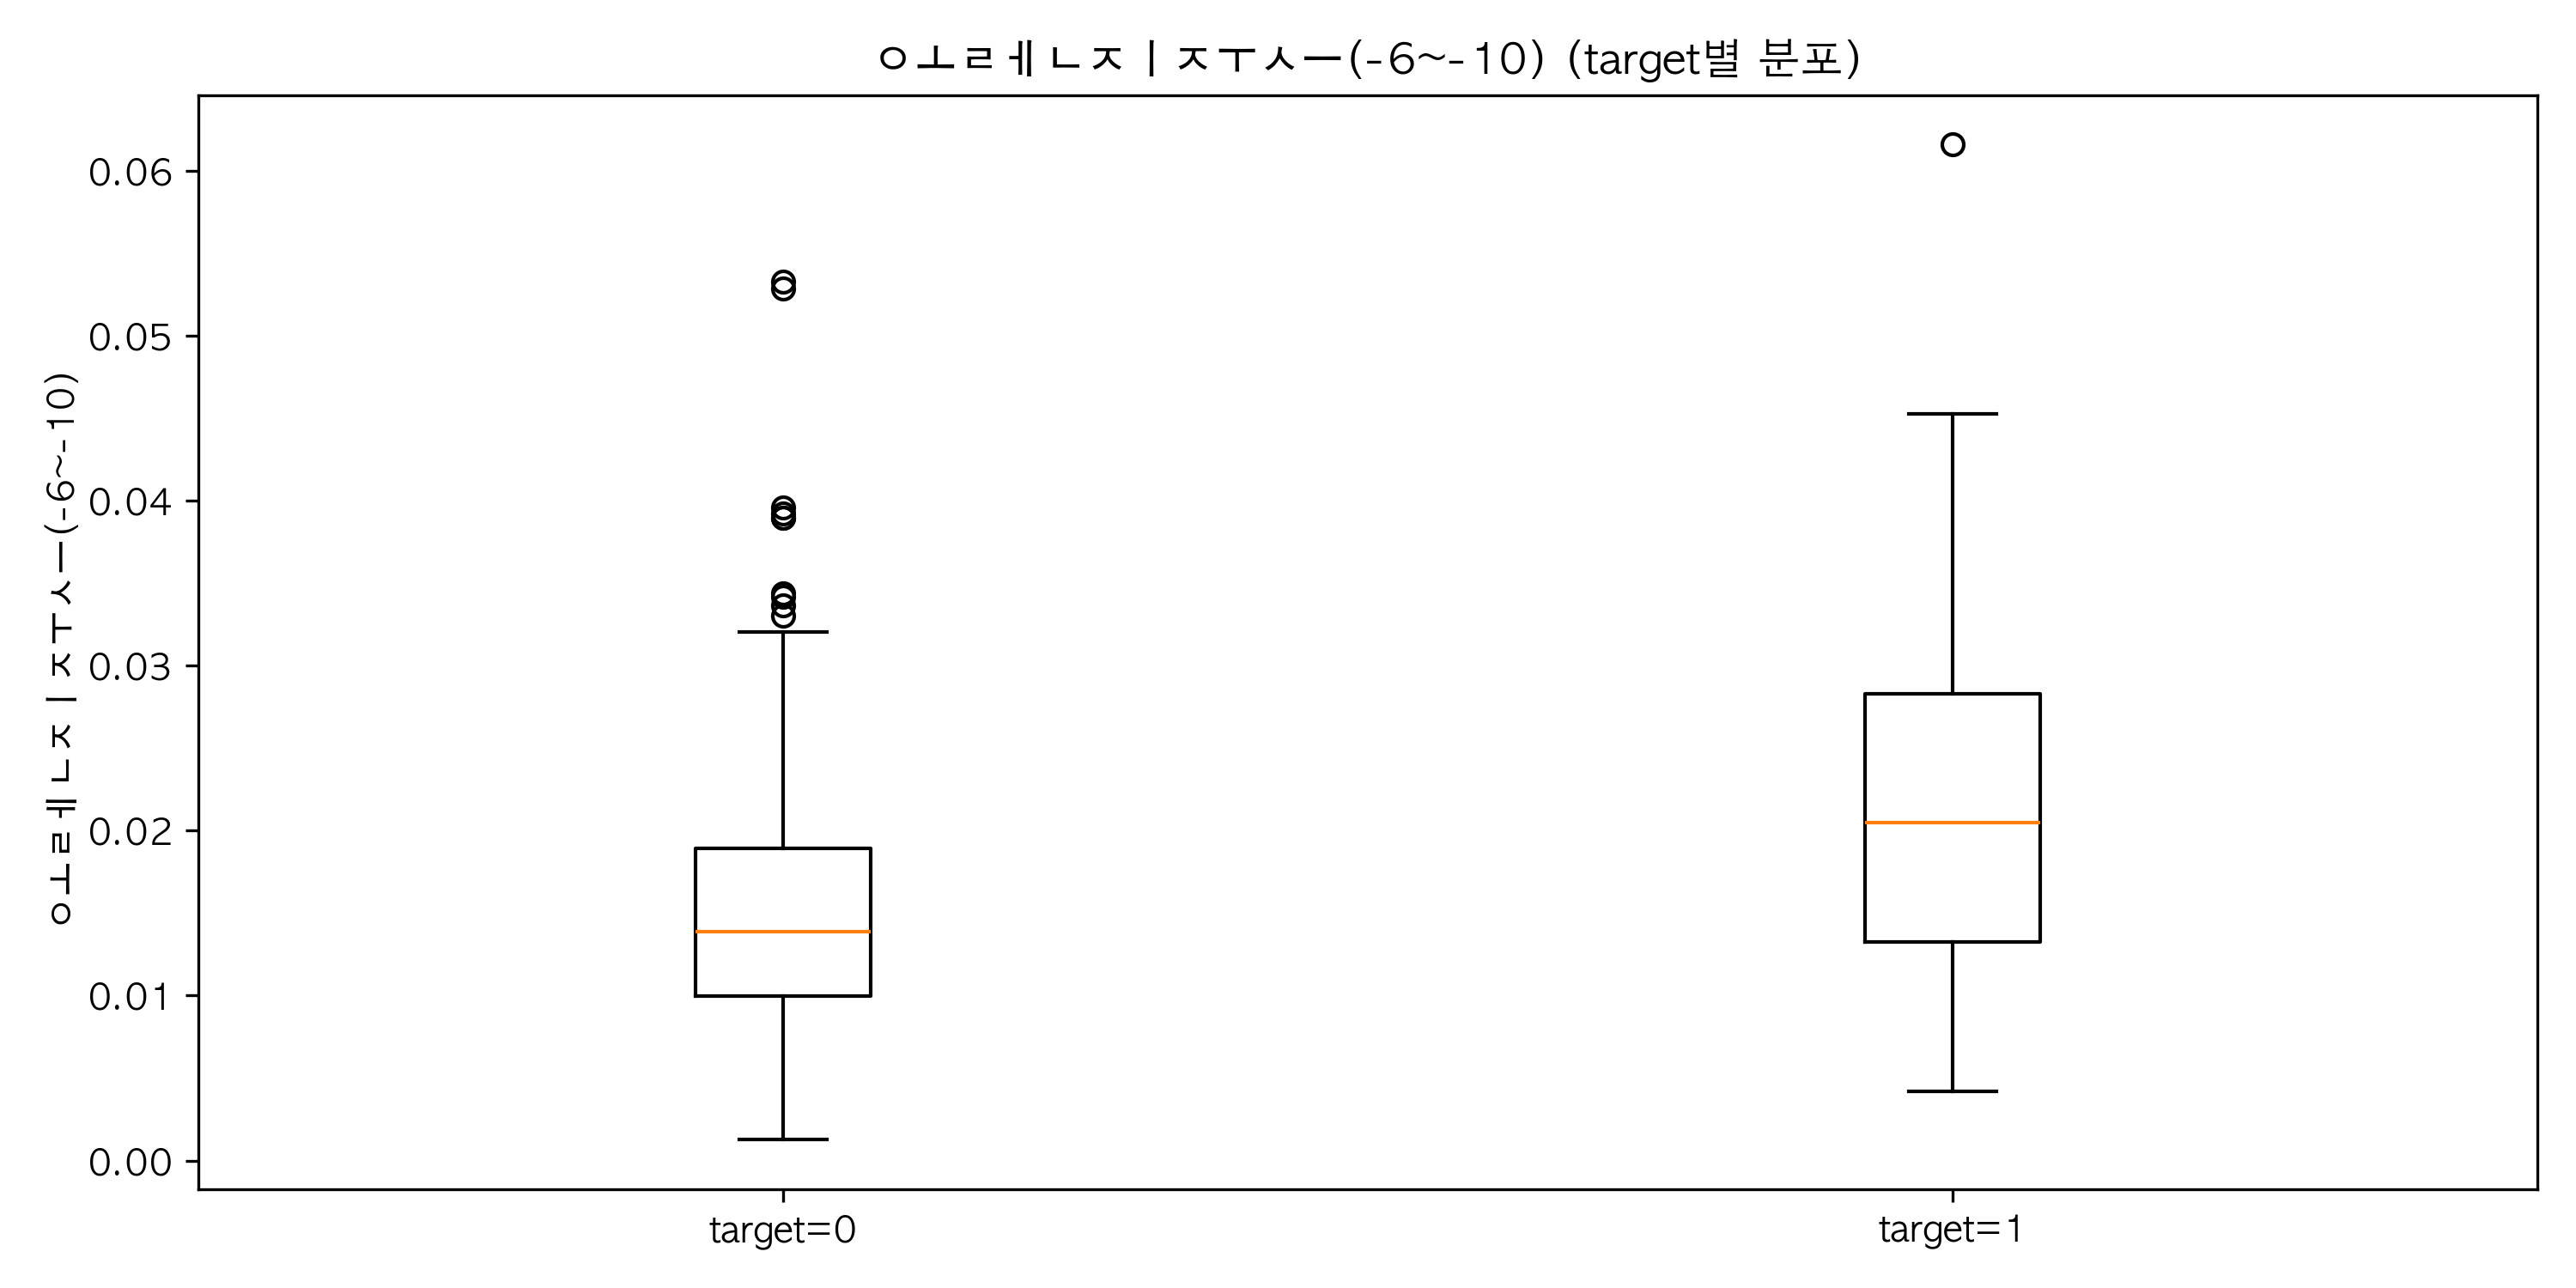 ㅇㅗㄹㅔㄴㅈㅣㅈㅜㅅㅡ(-6~-10) (target별 분포)
ㅇㅗㄹㅔㄴㅈㅣㅈㅜㅅㅡ(-6~-10)
0.06
0.05
0.04
0.03
0.02
0.01
0.00
target=0
target=1